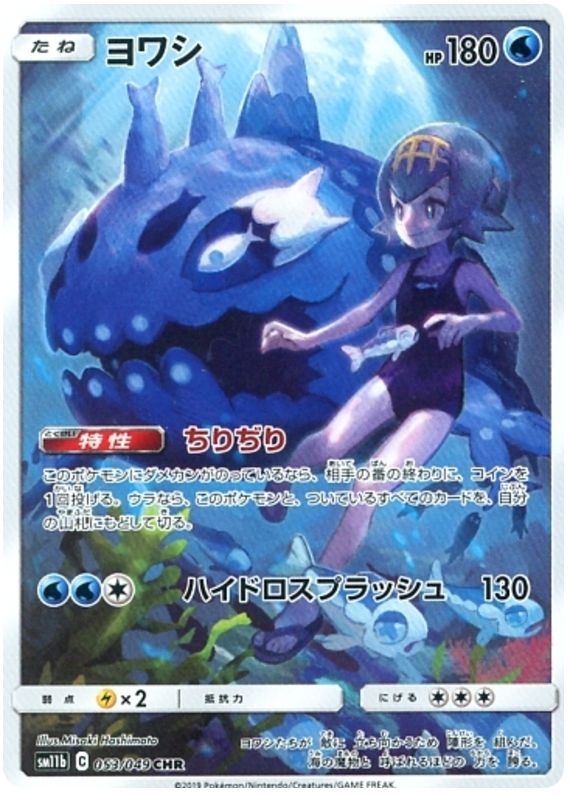 たね ヨワシ HP 180
とくせい
特性 ちりぢり
このポケモンにダメカンがのっているなら、相手の番の終わりに、コインを
1回投げる。ウラなら、このポケモンと、ついているすべてのカードを、自分
の山札にもどして切る。
ハイドロスプラッシュ 130
弱点 ×2 抵抗力 にげる
Illus. Misaki Hashimoto
sm11b C 053/049 CHR
ヨワシたちが 敵に 立ち向かうため 陣形を 組んだ。
海の魔物と 呼ばれるほどの 力を 誇る。
©2019 Pokémon/Nintendo/Creatures/GAME FREAK.